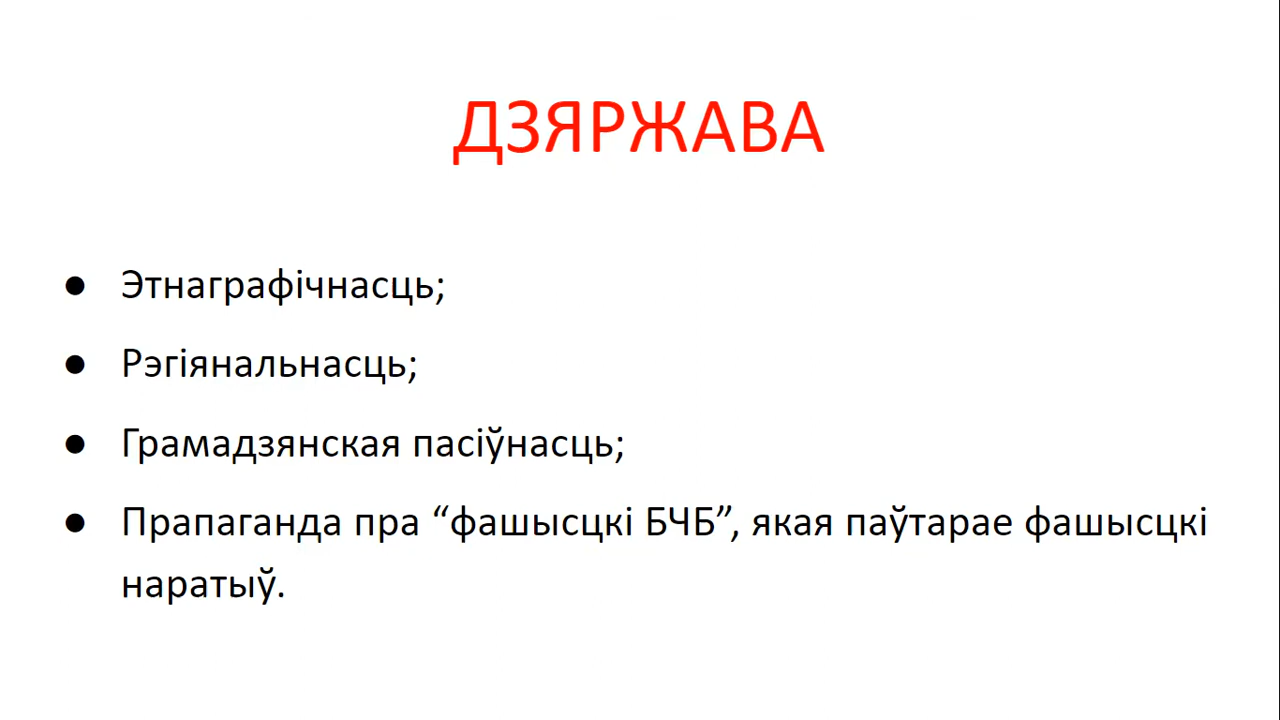 ДЗЯРЖАВА
● Этнаграфічнасць;
● Рэгіянальнасць;
● Грамадзянская пасіўнасць;
● Прапаганда пра “фашысцкі БЧБ”, якая паўтарае фашысцкі
наратыў.